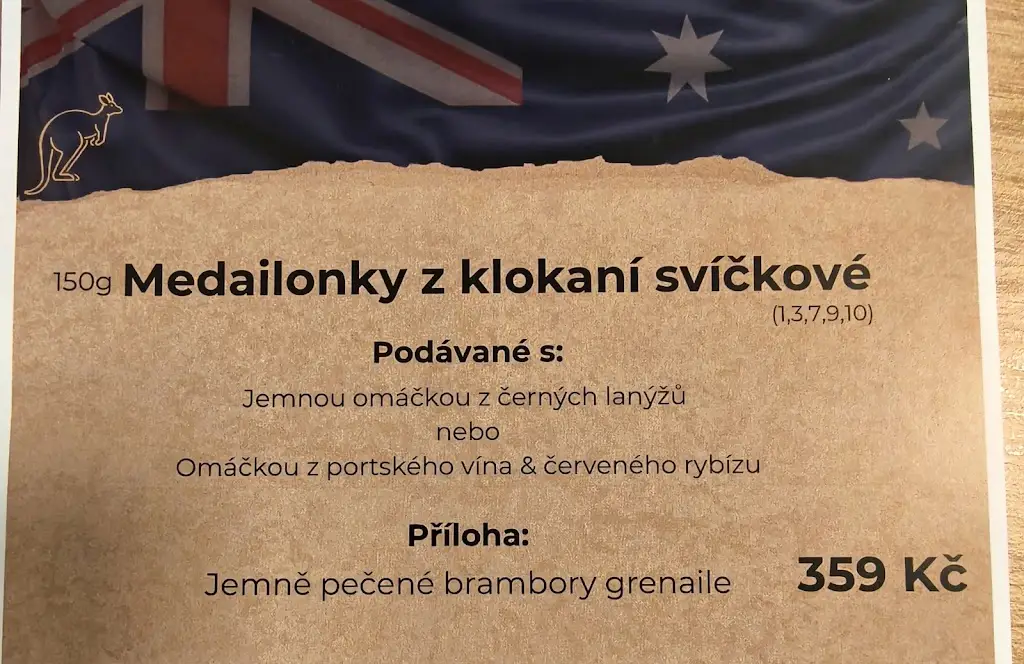 150g Medailonky z klokaní svíčkové
(1,3,7,9,10)
Podávané s:
Jemnou omáčkou z černých lanýžů
nebo
Omáčkou z portského vína & červeného rybízu
Příloha:
Jemně pečené brambory grenaile
359 Kč